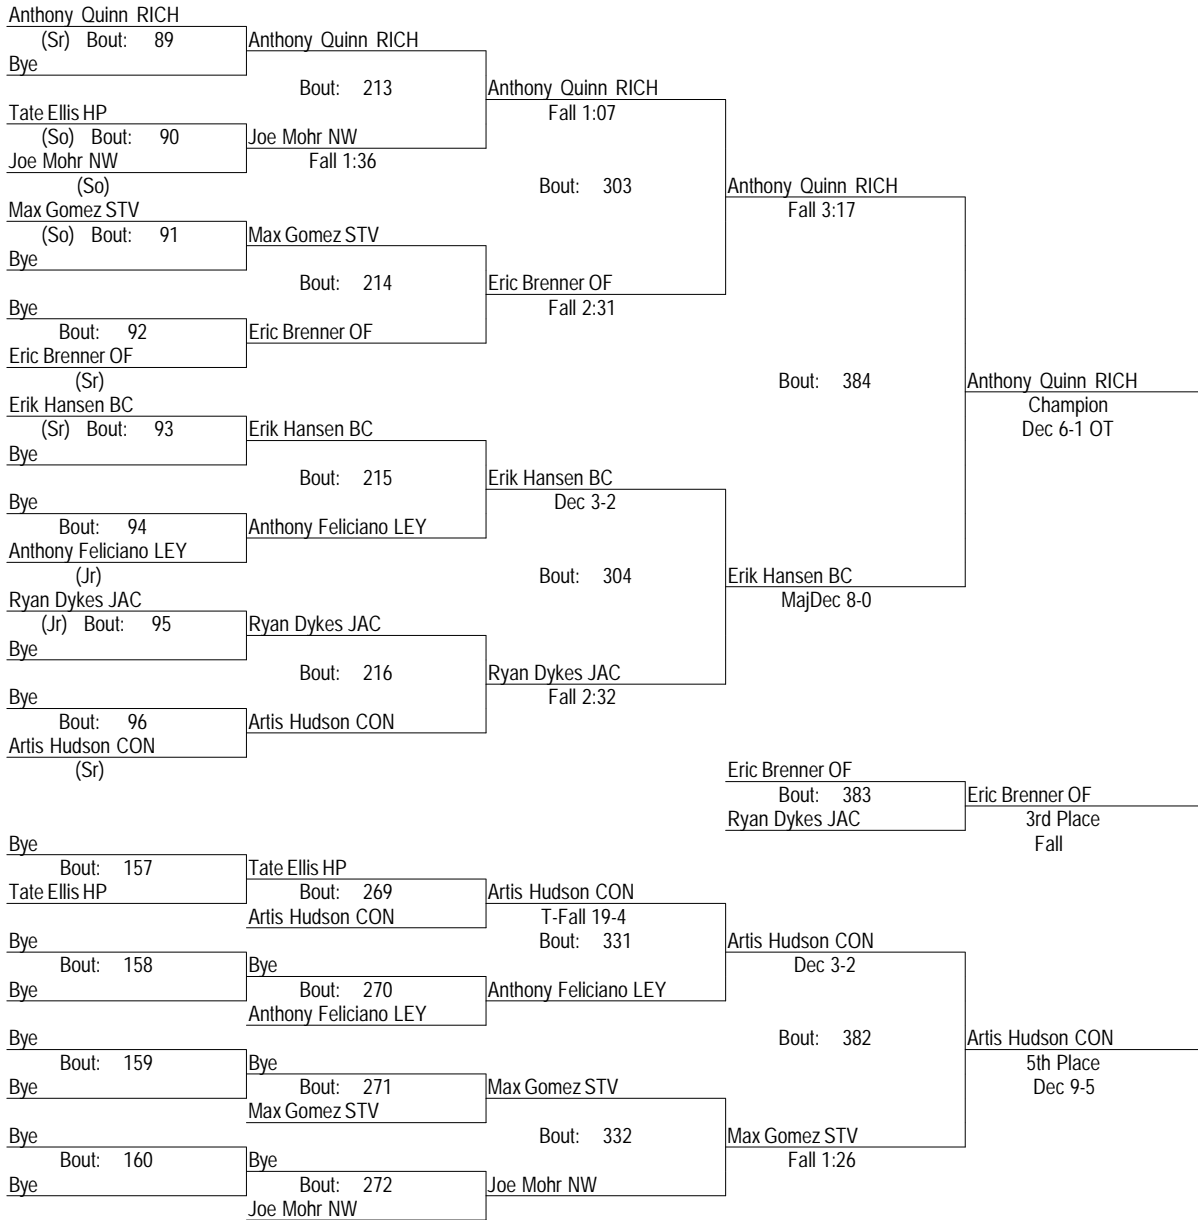 Anthony Quinn RICH
(Sr) Bout: 89 Anthony Quinn RICH
Bye
Bout: 213 Anthony Quinn RICH
Tate Ellis HP Fall 1:07
(So) Bout: 90 Joe Mohr NW
Joe Mohr NW Fall 1:36
(So) Bout: 303 Anthony Quinn RICH
Max Gomez STV Fall 3:17
(So) Bout: 91 Max Gomez STV
Bye
Bout: 214 Eric Brenner OF
Bye Fall 2:31
Bout: 92 Eric Brenner OF
Eric Brenner OF
(Sr) Bout: 384 Anthony Quinn RICH
Erik Hansen BC Champion
(Sr) Bout: 93 Erik Hansen BC Dec 6-1 OT
Bye
Bout: 215 Erik Hansen BC
Bye Dec 3-2
Bout: 94 Anthony Feliciano LEY
Anthony Feliciano LEY
(Jr) Bout: 304 Erik Hansen BC
Ryan Dykes JAC MajDec 8-0
(Jr) Bout: 95 Ryan Dykes JAC
Bye
Bout: 216 Ryan Dykes JAC
Bye Fall 2:32
Bout: 96 Artis Hudson CON
Artis Hudson CON
(Sr) Eric Brenner OF
Bout: 383 Eric Brenner OF
Ryan Dykes JAC 3rd Place
Bye Fall
Bout: 157 Tate Ellis HP
Tate Ellis HP Bout: 269 Artis Hudson CON
Artis Hudson CON T-Fall 19-4
Bye Bout: 331 Artis Hudson CON
Bout: 158 Bye Dec 3-2
Bye Bout: 270 Anthony Feliciano LEY
Anthony Feliciano LEY
Bye Bout: 382 Artis Hudson CON
Bout: 159 Bye 5th Place
Bye Bout: 271 Max Gomez STV Dec 9-5
Max Gomez STV
Bye Bout: 332 Max Gomez STV
Bout: 160 Bye Fall 1:26
Bye Bout: 272 Joe Mohr NW
Joe Mohr NW